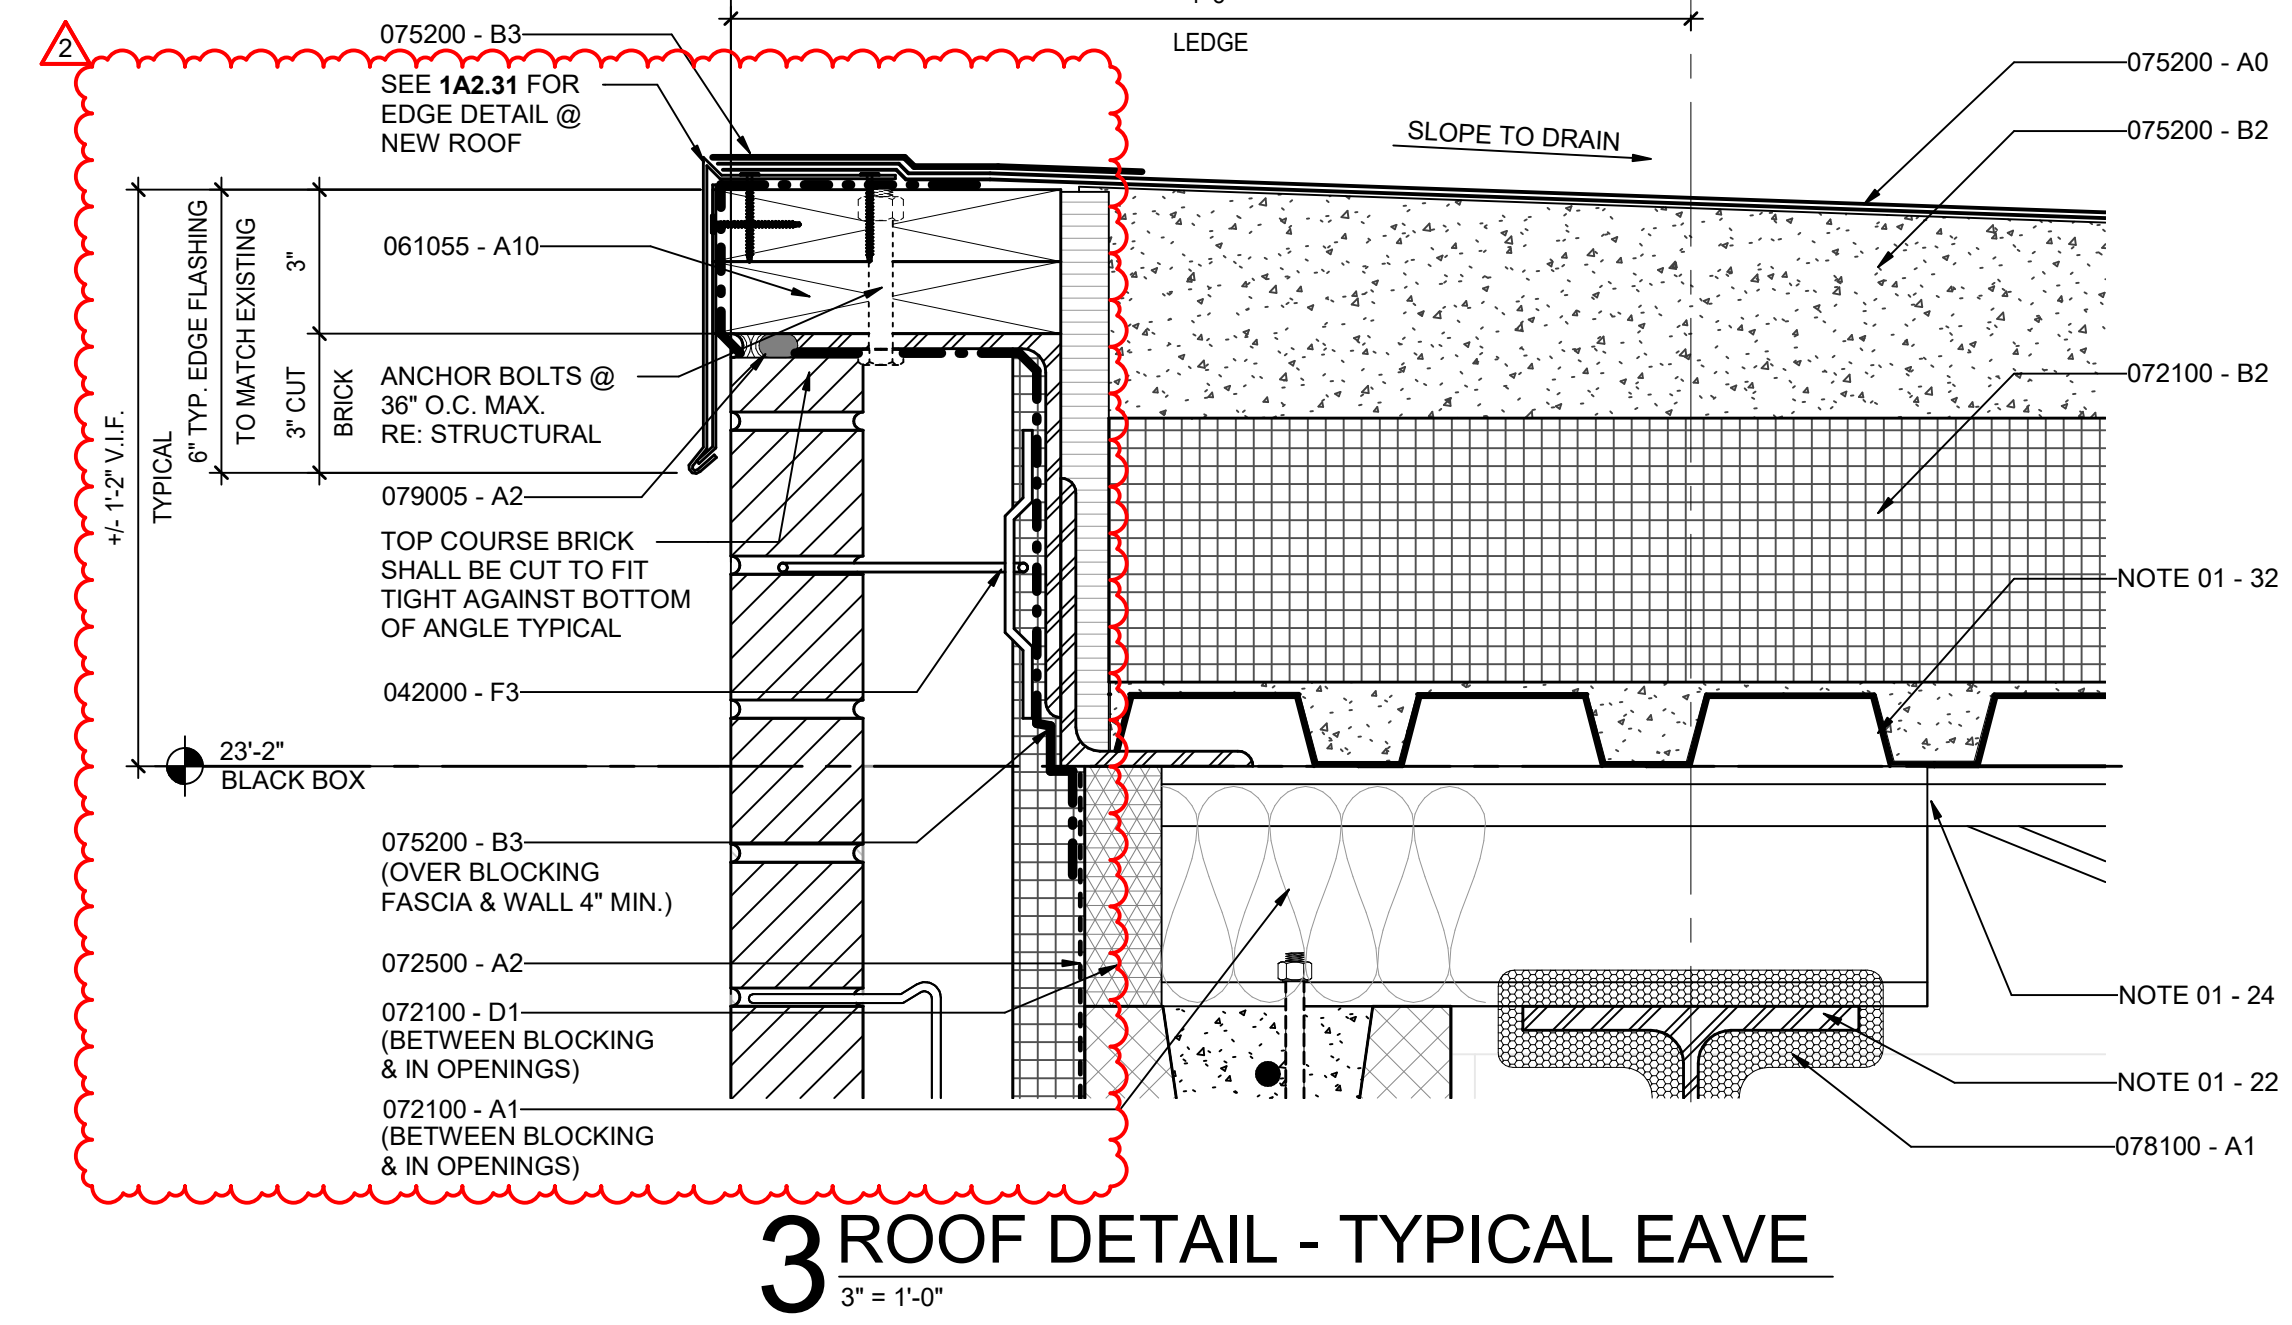 2
075200 - B3
SEE 1A2.31 FOR
EDGE DETAIL @
NEW ROOF
LEDGE
SLOPE TO DRAIN
075200 - A0
075200 - B2
061055 - A10
+/- 1'-2" V.I.F.
TYPICAL
6" TYP. EDGE FLASHING
TO MATCH EXISTING
3"
3" CUT
BRICK
ANCHOR BOLTS @
36" O.C. MAX.
RE: STRUCTURAL
079005 - A2
TOP COURSE BRICK
SHALL BE CUT TO FIT
TIGHT AGAINST BOTTOM
OF ANGLE TYPICAL
042000 - F3
072100 - B2
NOTE 01 - 32
23'-2"
BLACK BOX
075200 - B3
(OVER BLOCKING
FASCIA & WALL 4" MIN.)
072500 - A2
072100 - D1
(BETWEEN BLOCKING
& IN OPENINGS)
072100 - A1
(BETWEEN BLOCKING
& IN OPENINGS)
NOTE 01 - 24
NOTE 01 - 22
078100 - A1
3 ROOF DETAIL - TYPICAL EAVE
3" = 1'-0"